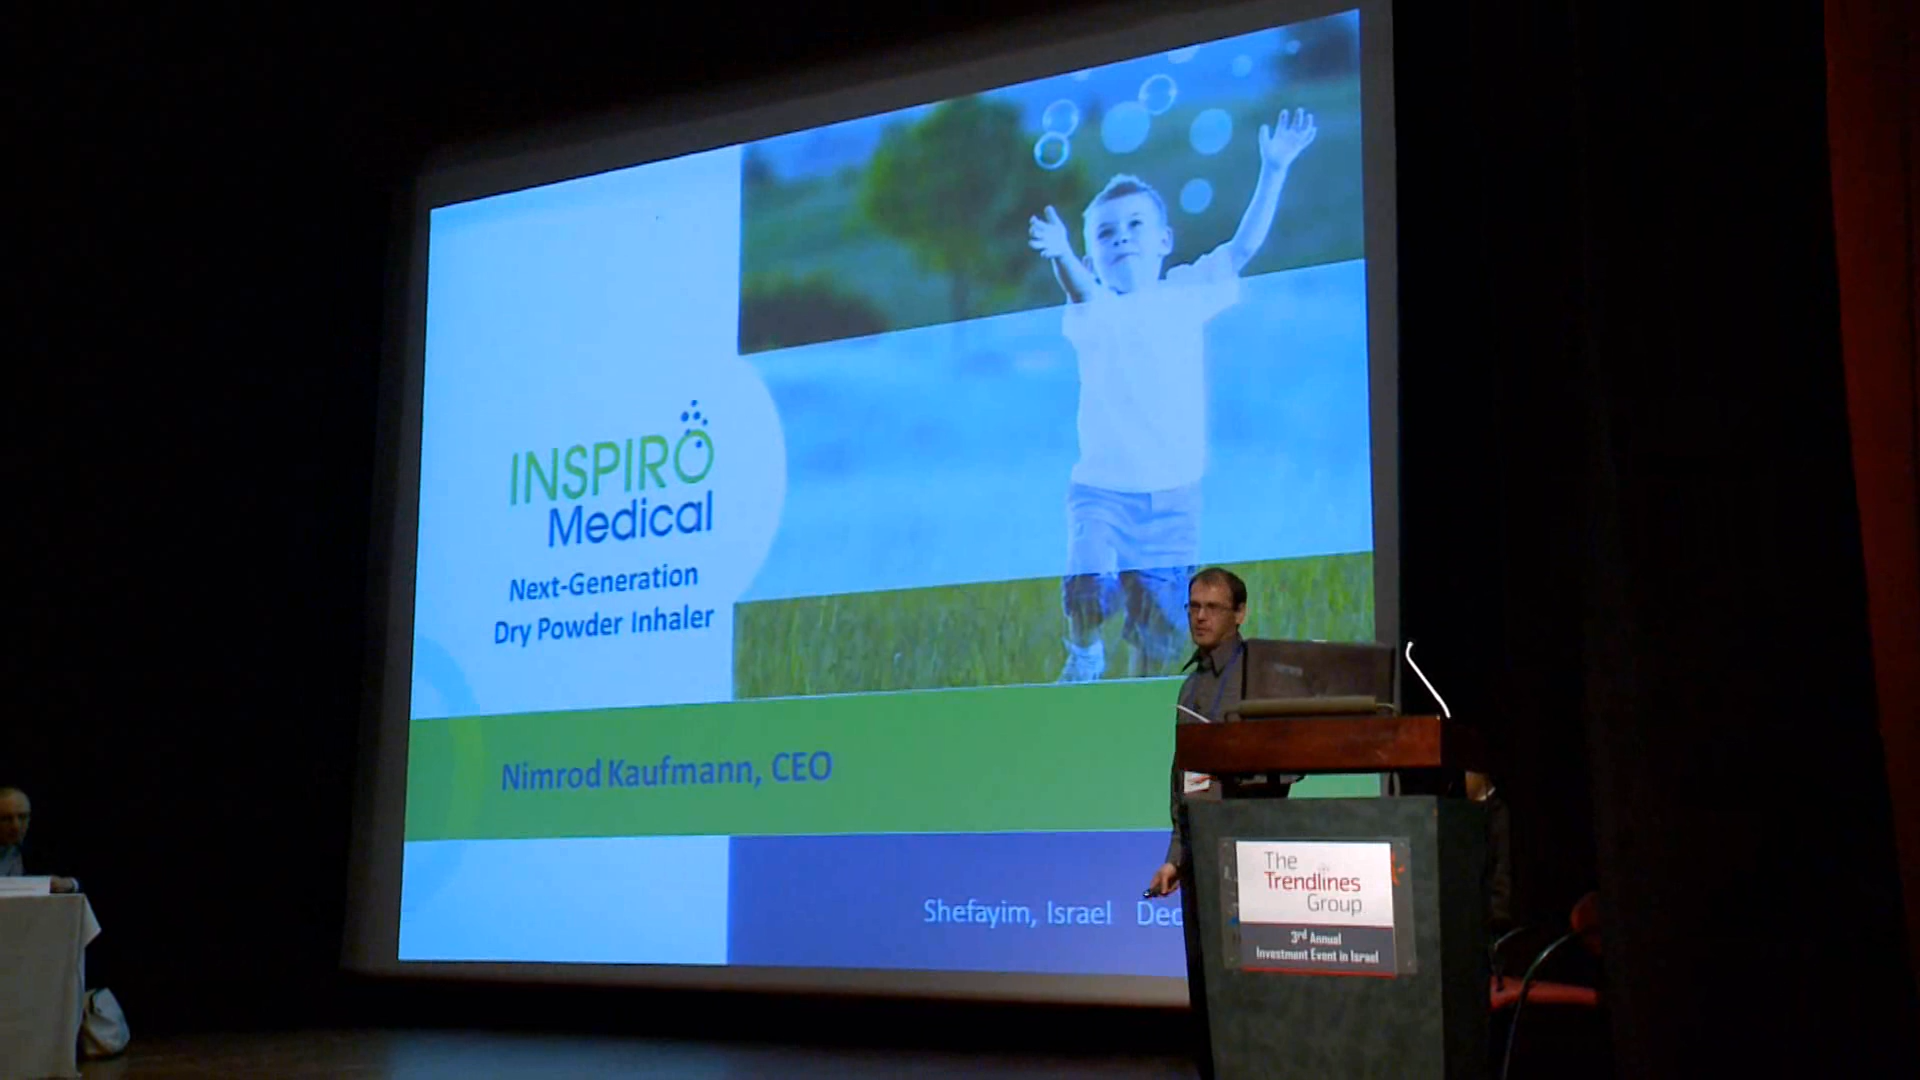 INSPIRO
Medical
Next-Generation
Dry Powder Inhaler
Nimrod Kaufmann, CEO
Shefayim, Israel Dec
The
Trendlines
Group
3rd Annual
Investment Event in Israel